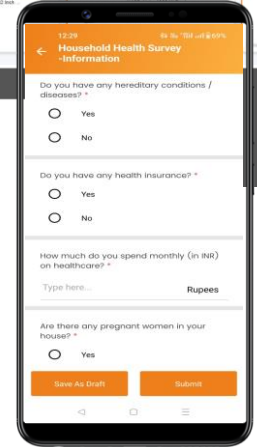 12:29
69%
Household Health Survey
-Information
Do you have any hereditary conditions /
diseases? *
Yes
No
Do you have any health insurance? *
Yes
No
How much do you spend monthly (in INR)
on healthcare? *
Type here...
Rupees
Are there any pregnant women in your
house? *
Yes
Save As Draft
Submit